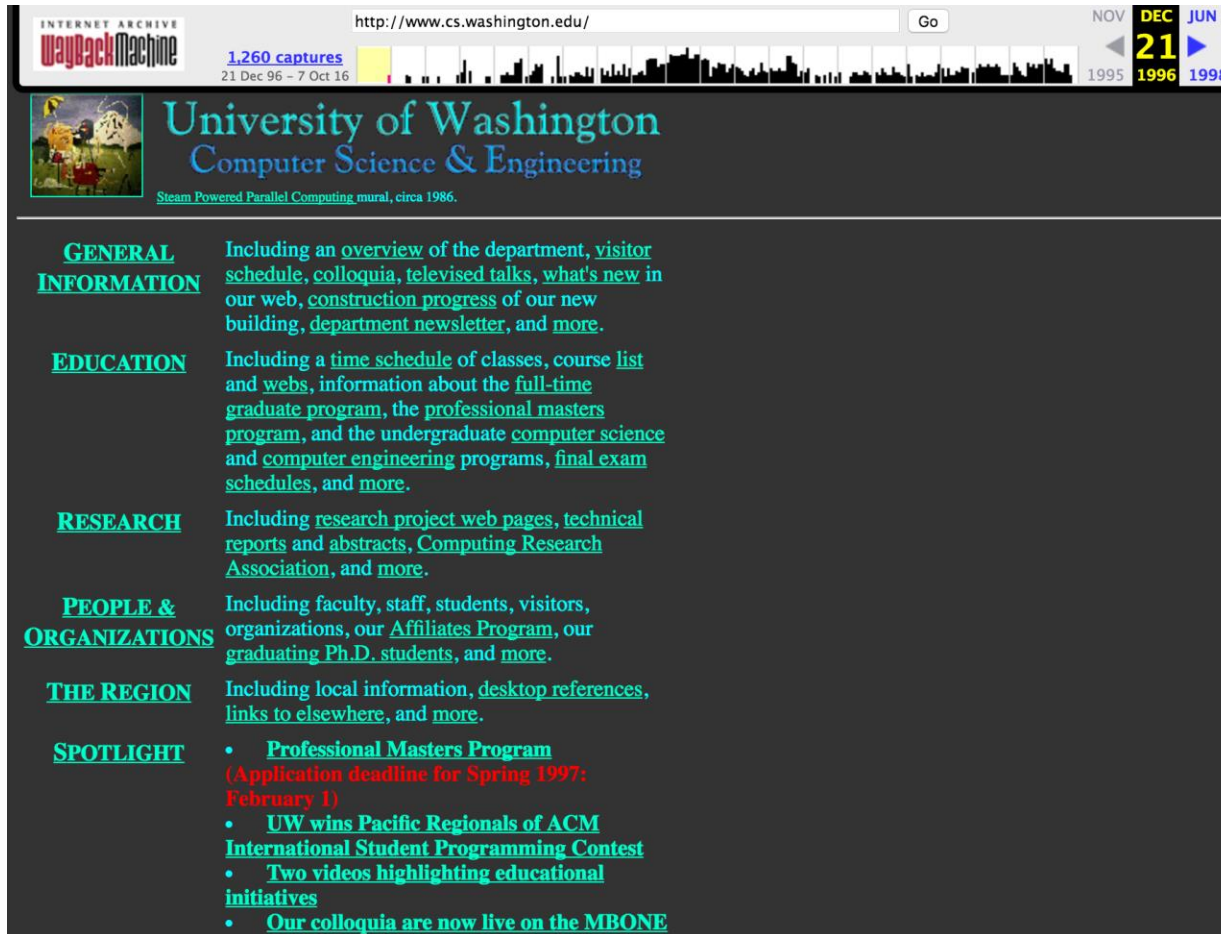 INTERNET ARCHIVE
WayBackMachine
http://www.cs.washington.edu/
Go
1,260 captures
21 Dec 96 – 7 Oct 16
NOV DEC JUN
21
1995 1996 1998
University of Washington
Computer Science & Engineering
Steam Powered Parallel Computing mural, circa 1986.
GENERAL
INFORMATION
Including an overview of the department, visitor
schedule, colloquia, televised talks, what's new in
our web, construction progress of our new
building, department newsletter, and more.
EDUCATION
Including a time schedule of classes, course list
and webs, information about the full-time
graduate program, the professional masters
program, and the undergraduate computer science
and computer engineering programs, final exam
schedules, and more.
RESEARCH
Including research project web pages, technical
reports and abstracts, Computing Research
Association, and more.
PEOPLE &
ORGANIZATIONS
Including faculty, staff, students, visitors,
organizations, our Affiliates Program, our
graduating Ph.D. students, and more.
THE REGION
Including local information, desktop references,
links to elsewhere, and more.
SPOTLIGHT
• Professional Masters Program
(Application deadline for Spring 1997:
February 1)
• UW wins Pacific Regionals of ACM
International Student Programming Contest
• Two videos highlighting educational
initiatives
• Our colloquia are now live on the MBONE